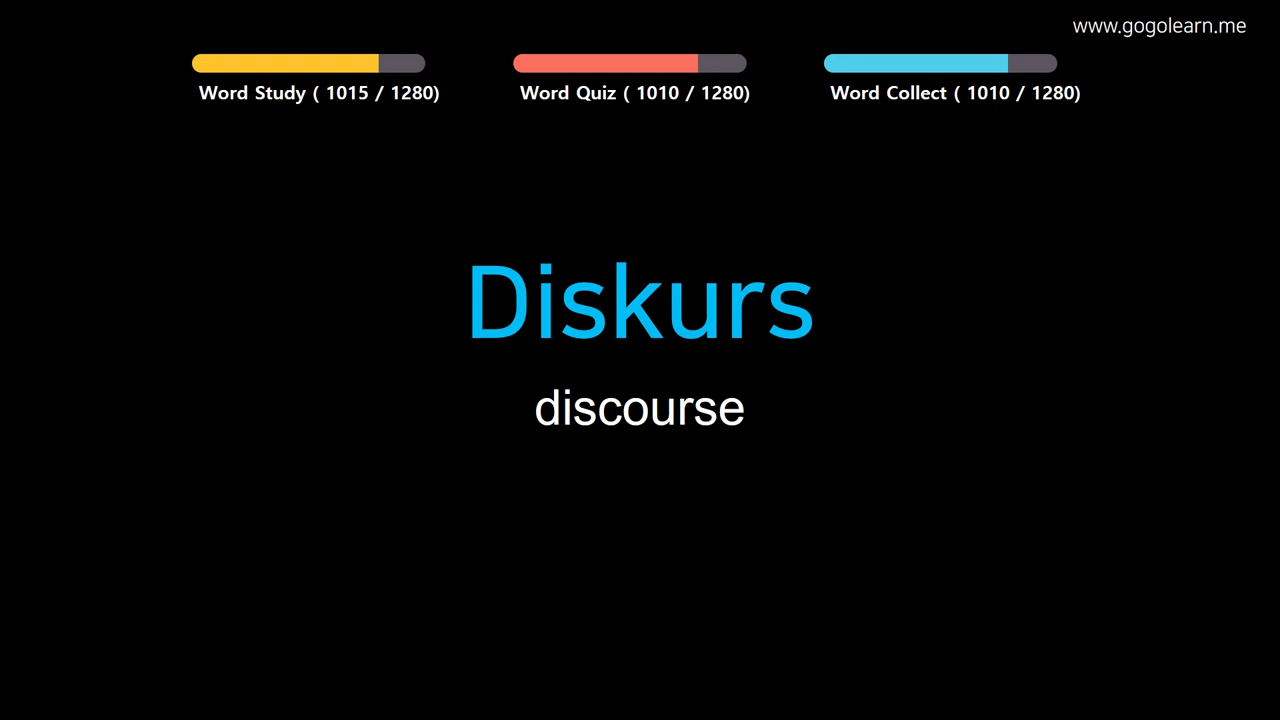 www.gogolearn.me
Word Study ( 1015 / 1280)
Word Quiz ( 1010 / 1280)
Word Collect ( 1010 / 1280)
Diskurs
discourse